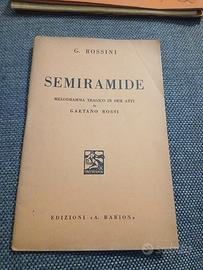 G. ROSSINI
SEMIRAMIDE
MELODRAMMA TRAGICO IN DUE ATTI
DI
GAETANO ROSSI
EDIZIONI «A. BARION»